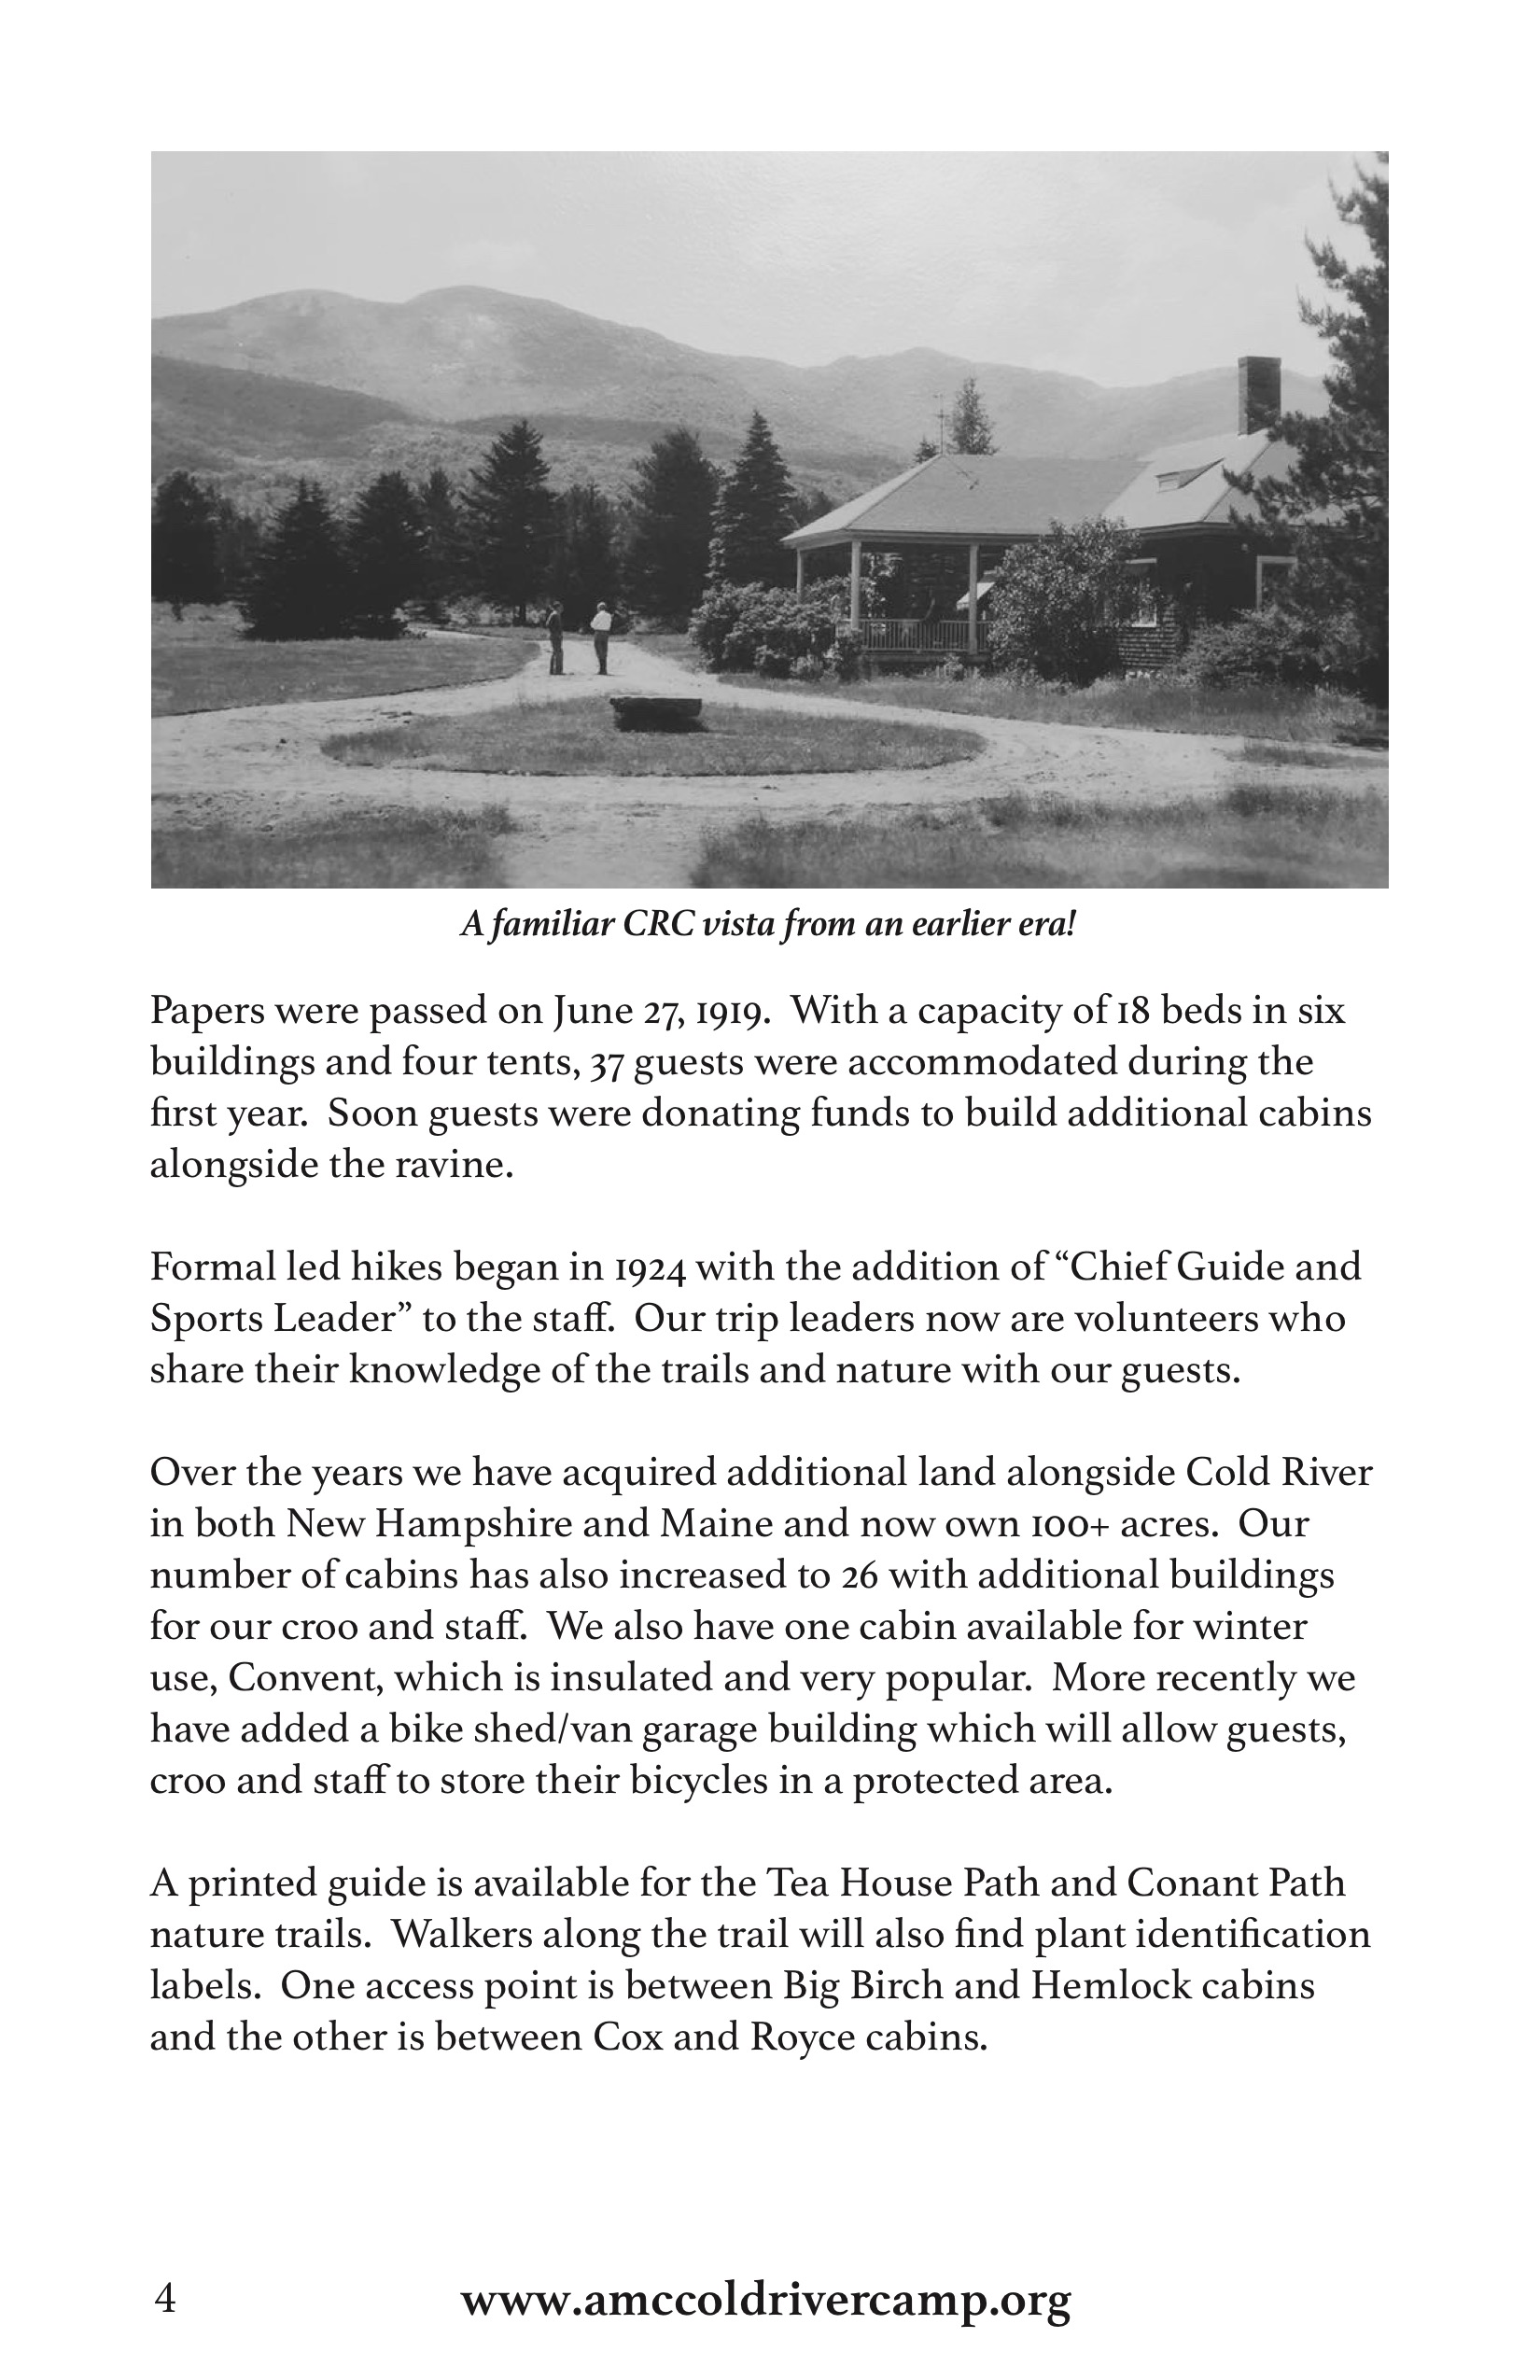 A familiar CRC vista from an earlier era!
Papers were passed on June 27, 1919.  With a capacity of 18 beds in six
buildings and four tents, 37 guests were accommodated during the
first year.  Soon guests were donating funds to build additional cabins
alongside the ravine.
Formal led hikes began in 1924 with the addition of “Chief Guide and
Sports Leader” to the staff.  Our trip leaders now are volunteers who
share their knowledge of the trails and nature with our guests.
Over the years we have acquired additional land alongside Cold River
in both New Hampshire and Maine and now own 100+ acres.  Our
number of cabins has also increased to 26 with additional buildings
for our croo and staff.  We also have one cabin available for winter
use, Convent, which is insulated and very popular.  More recently we
have added a bike shed/van garage building which will allow guests,
croo and staff to store their bicycles in a protected area.
A printed guide is available for the Tea House Path and Conant Path
nature trails.  Walkers along the trail will also find plant identification
labels.  One access point is between Big Birch and Hemlock cabins
and the other is between Cox and Royce cabins.
4 www.amccoldrivercamp.org